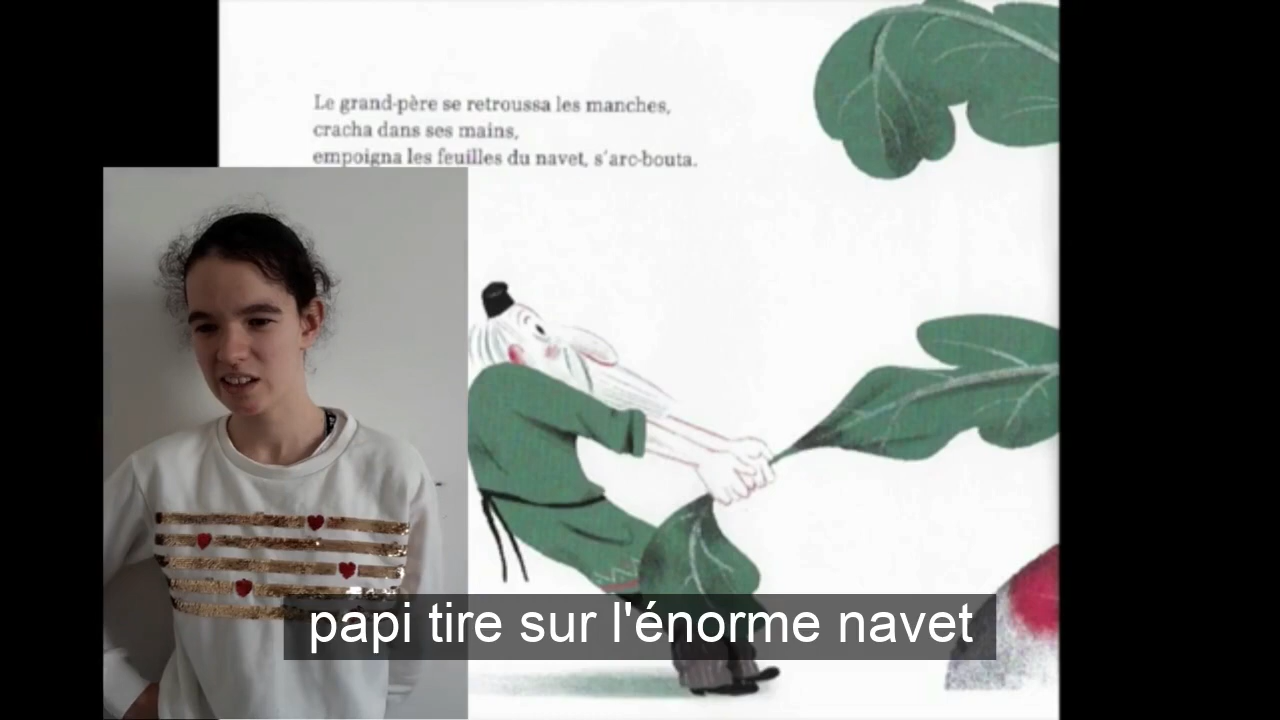 Le grand-père se retroussa les manches,
cracha dans ses mains,
empoigna les feuilles du navet, s'arc-bouta.
papi tire sur l'énorme navet